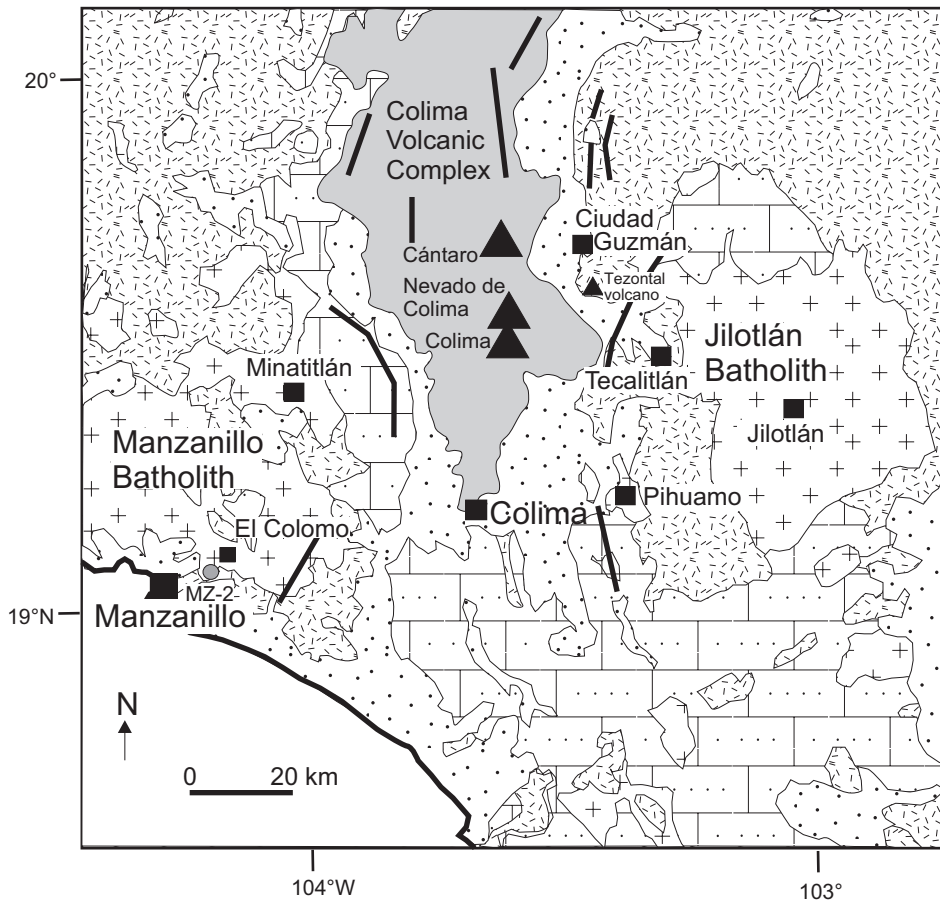 20°
Colima
Volcanic
Complex
Ciudad
Guzmán
Cántaro
Tezontal
volcano
Nevado de
Colima
Colima
Jilotlán
Batholith
Minatitlán
Tecalitlán
Jilotlán
Manzanillo
Batholith
Pihuamo
Colima
El Colomo
MZ-2
19°N
Manzanillo
N
0 20 km
104°W
103°